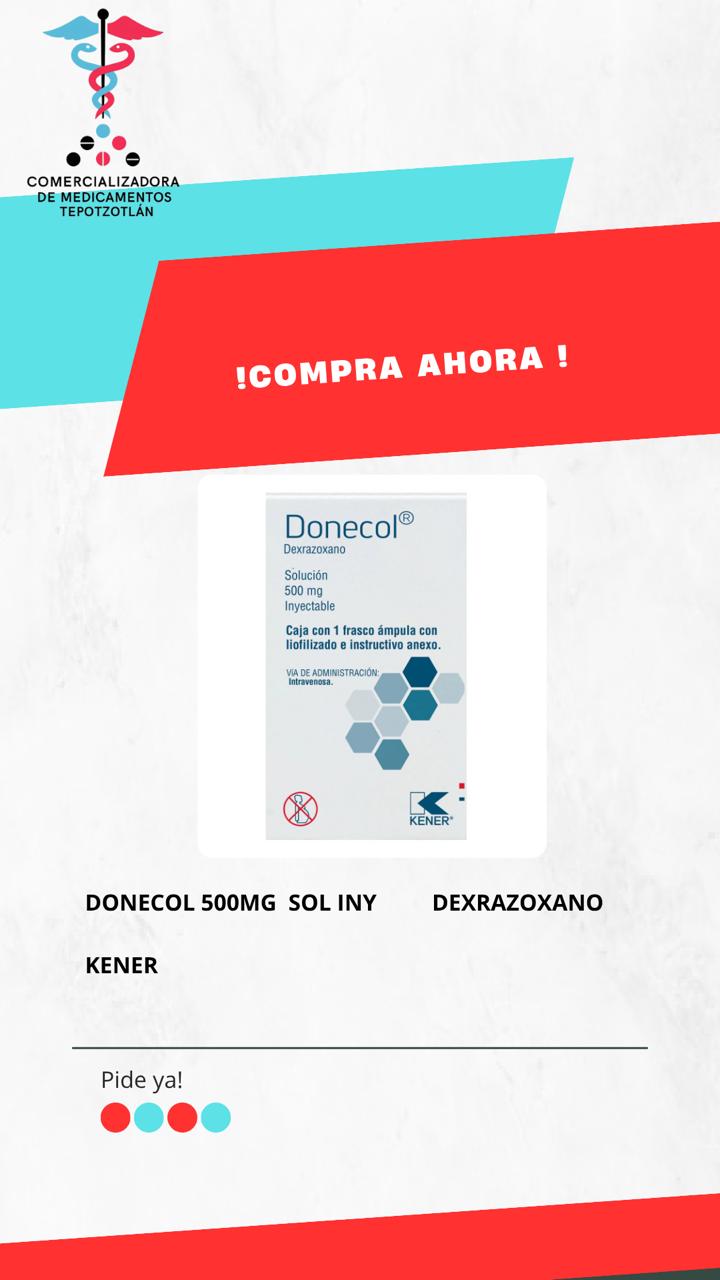 COMERCIALIZADORA
DE MEDICAMENTOS
TEPOTZOTLÁN
!COMPRA AHORA !
Donecol®
Dexrazoxano
Solución
500 mg
Inyectable
Caja con 1 frasco ámpula con
liofilizado e instructivo anexo.
VíA DE ADMINISTRACIÓN:
Intravenosa.
KENER®
DONECOL 500MG SOL INY DEXRAZOXANO
KENER
Pide ya!